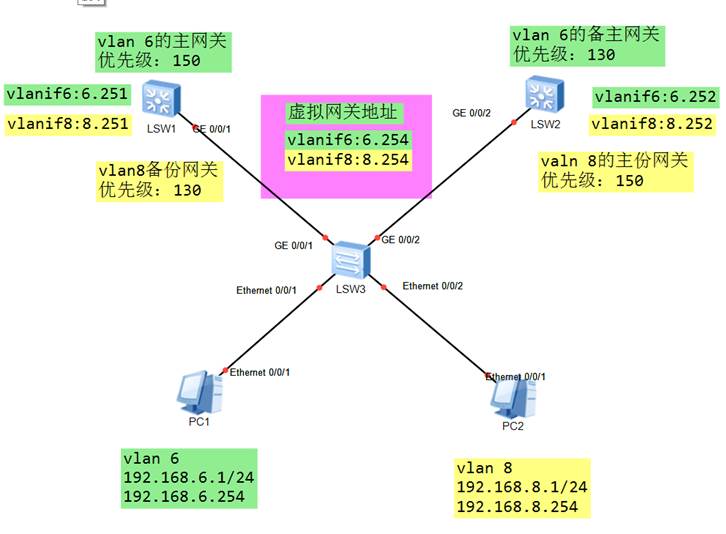 vlan 6的主网关
优先级：150
vlan 6的备主网关
优先级：130
vlanif6:6.251
vlanif8:8.251
LSW1
GE 0/0/1
虚拟网关地址
vlanif6:6.254
vlanif8:8.254
GE 0/0/2
LSW2
vlanif6:6.252
vlanif8:8.252
vlan8备份网关
优先级：130
valn 8的主份网关
优先级：150
GE 0/0/1
GE 0/0/2
LSW3
Ethernet 0/0/1
Ethernet 0/0/2
Ethernet 0/0/1
PC1
Ethernet 0/0/1
PC2
vlan 6
192.168.6.1/24
192.168.6.254
vlan 8
192.168.8.1/24
192.168.8.254